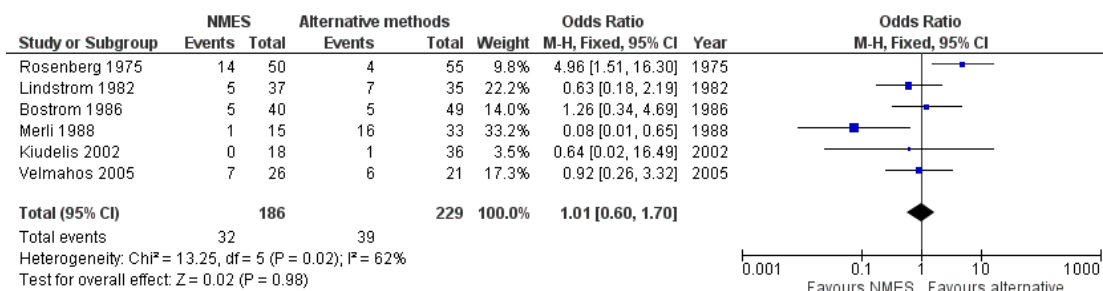 NMES Alternative methods Odds Ratio Odds Ratio
Study or Subgroup Events Total Events Total Weight M-H, Fixed, 95% CI Year M-H, Fixed, 95% CI
Rosenberg 1975 14 50 4 55 9.8% 4.96 [1.51, 16.30] 1975
Lindstrom 1982 5 37 7 35 22.2% 0.63 [0.18, 2.19] 1982
Bostrom 1986 5 40 5 49 14.0% 1.26 [0.34, 4.69] 1986
Merli 1988 1 15 16 33 33.2% 0.08 [0.01, 0.65] 1988
Kiudelis 2002 0 18 1 36 3.5% 0.64 [0.02, 16.49] 2002
Velmahos 2005 7 26 6 21 17.3% 0.92 [0.26, 3.32] 2005
Total (95% CI) 186 229 100.0% 1.01 [0.60, 1.70]
Total events 32 39
Heterogeneity: Chi² = 13.25, df = 5 (P = 0.02); I² = 62%
Test for overall effect: Z = 0.02 (P = 0.98)
0.001 0.1 1 10 1000
Favours NMES Favours alternative